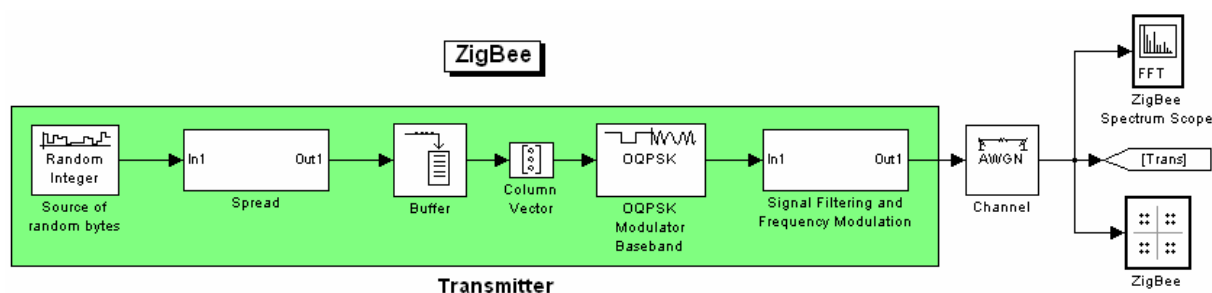 ZigBee
Random
Integer
Source of
random bytes
In1
Out1
Spread
Buffer
Column
Vector
OQPSK
OQPSK
Modulator
Baseband
In1
Out1
Signal Filtering and
Frequency Modulation
Transmitter
AWGN
Channel
FFT
ZigBee
Spectrum Scope
[Trans]
ZigBee